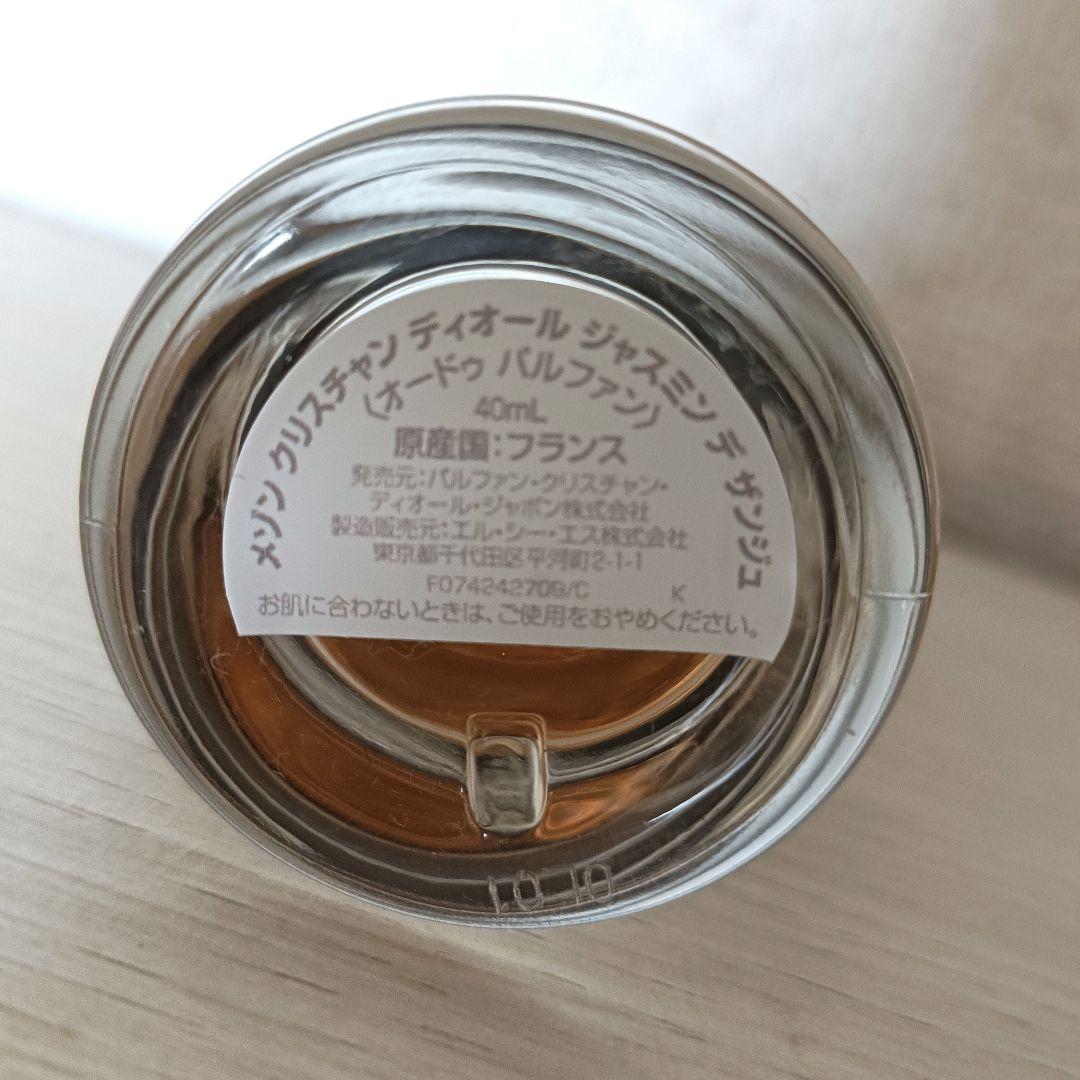 メゾン クリスチャン ディオール ジャスミン デ ザンジュ
〈オードゥ パルファン〉
40mL
原産国:フランス
発売元:パルファン・クリスチャン・
ディオール・ジャポン株式会社
製造販売元:エル・シー・エス株式会社
東京都千代田区平河町2-1-1
F074242709/C K
お肌に合わないときは、ご使用をおやめください。